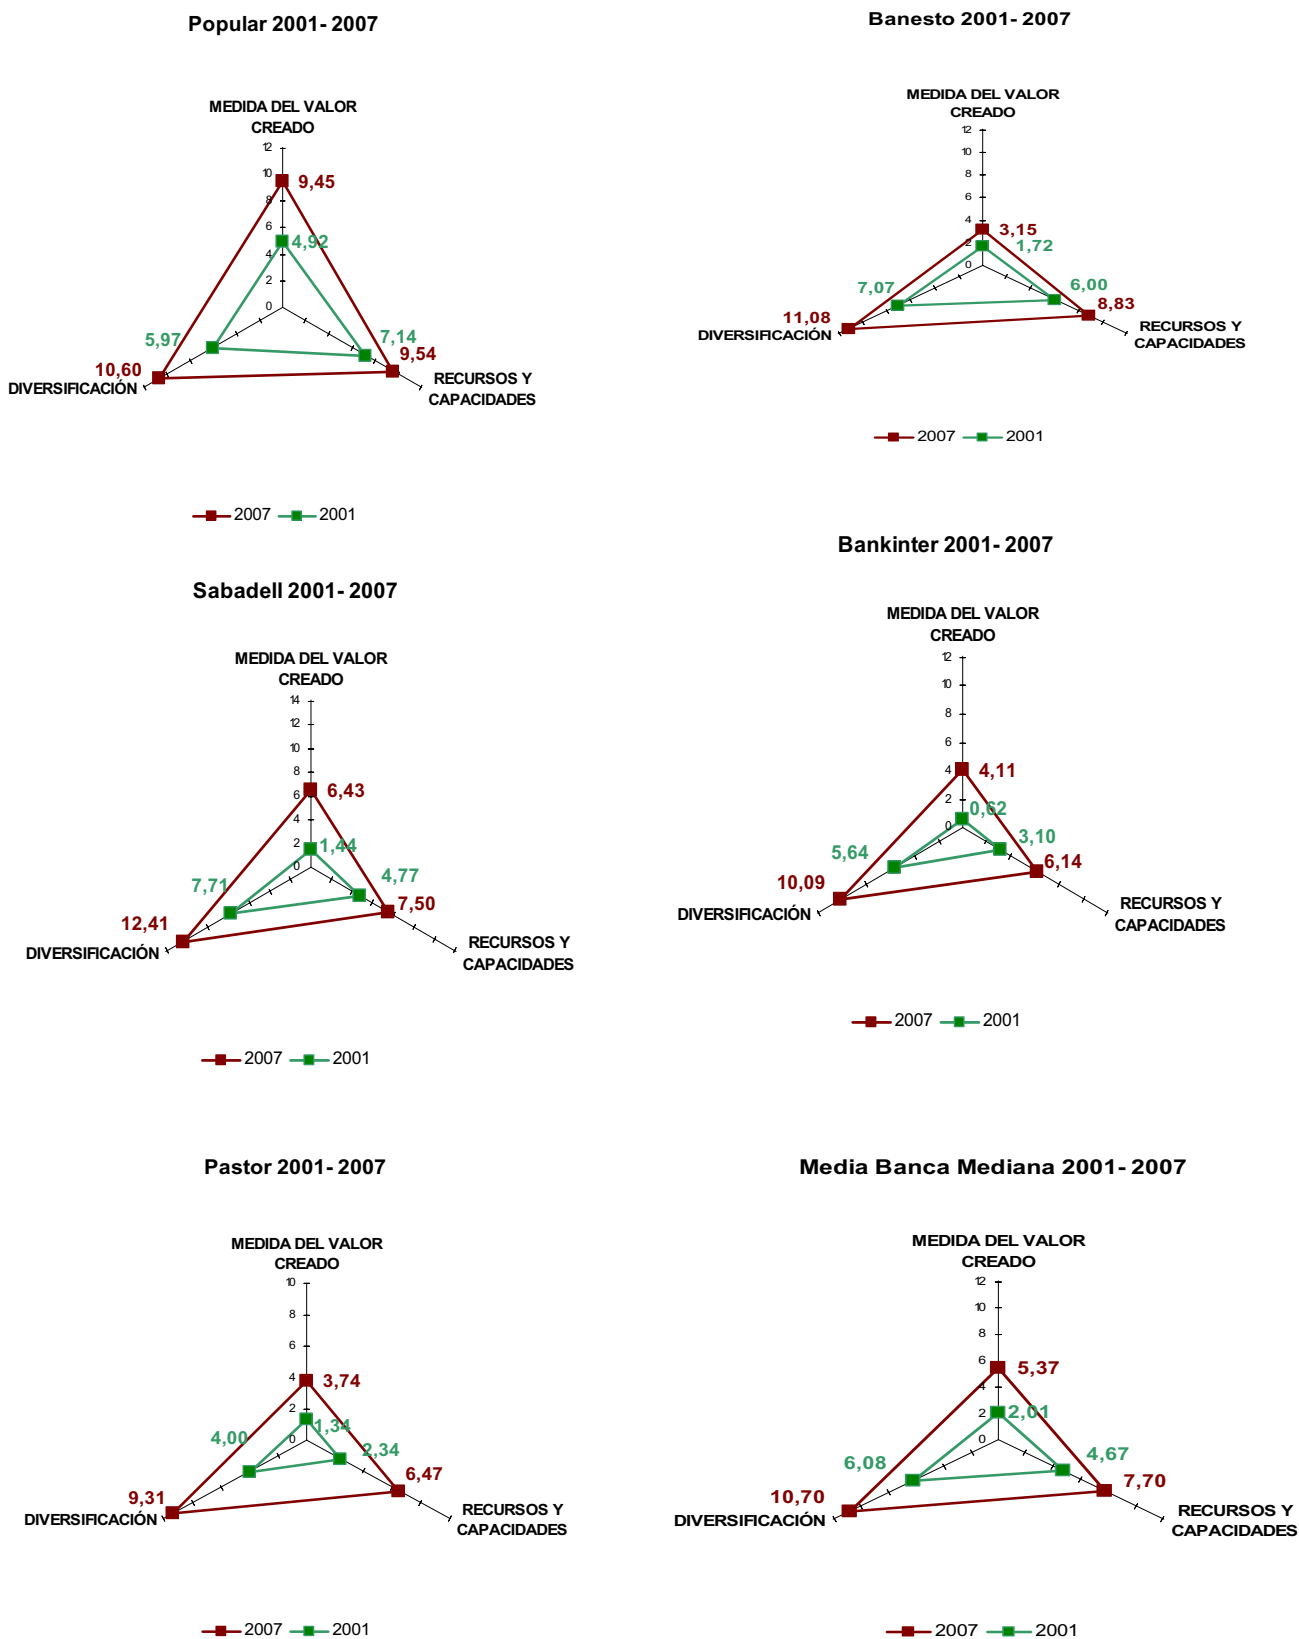 Popular 2001- 2007
MEDIDA DEL VALOR
CREADO
12
10
8
6
4
2
0
9,45
4,92
5,97
7,14
10,60
9,54
DIVERSIFICACIÓN
RECURSOS Y
CAPACIDADES
2007
2001
Banesto 2001- 2007
MEDIDA DEL VALOR
CREADO
12
10
8
6
4
2
0
3,15
1,72
7,07
6,00
11,08
8,83
DIVERSIFICACIÓN
RECURSOS Y
CAPACIDADES
2007
2001
Sabadell 2001- 2007
MEDIDA DEL VALOR
CREADO
14
12
10
8
6
4
2
0
6,43
1,44
7,71
4,77
12,41
7,50
DIVERSIFICACIÓN
RECURSOS Y
CAPACIDADES
2007
2001
Bankinter 2001- 2007
MEDIDA DEL VALOR
CREADO
12
10
8
6
4
2
0
4,11
0,62
5,64
3,10
10,09
6,14
DIVERSIFICACIÓN
RECURSOS Y
CAPACIDADES
2007
2001
Pastor 2001- 2007
MEDIDA DEL VALOR
CREADO
10
8
6
4
2
0
3,74
1,34
4,00
2,34
9,31
6,47
DIVERSIFICACIÓN
RECURSOS Y
CAPACIDADES
2007
2001
Media Banca Mediana 2001- 2007
MEDIDA DEL VALOR
CREADO
12
10
8
6
4
2
0
5,37
2,01
6,08
4,67
10,70
7,70
DIVERSIFICACIÓN
RECURSOS Y
CAPACIDADES
2007
2001